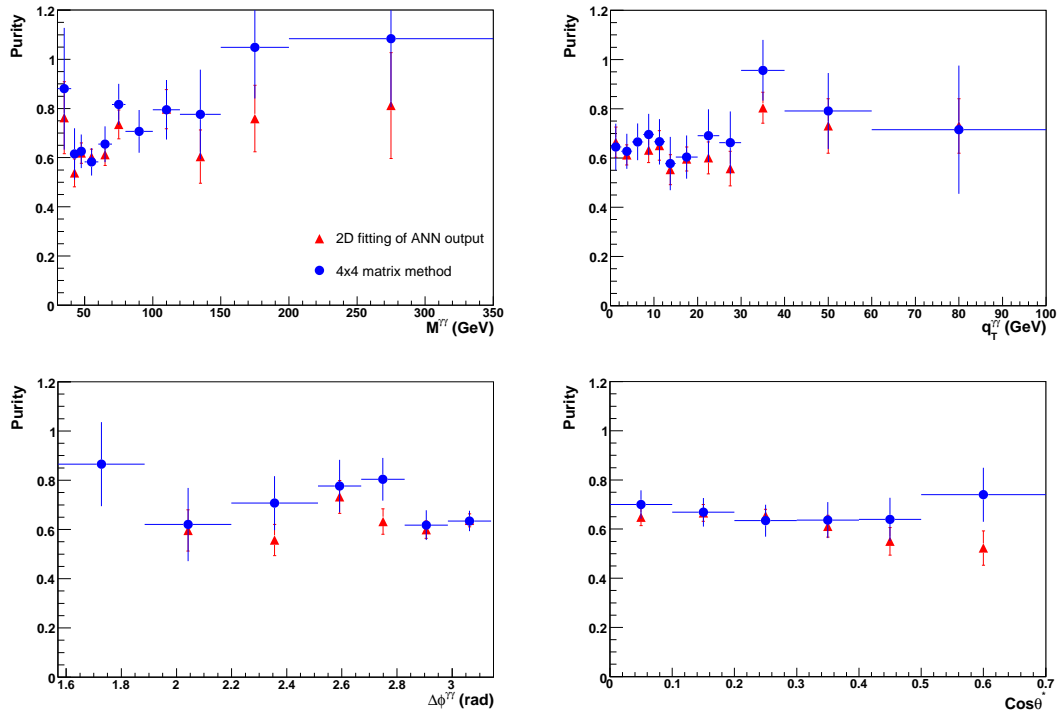 Purity
1.2
1
0.8
0.6
0.4
0.2
0
2D fitting of ANN output
4x4 matrix method
50 100 150 200 250 300 350
M^γγ (GeV)
Purity
1.2
1
0.8
0.6
0.4
0.2
0
0 10 20 30 40 50 60 70 80 90 100
q_T^γγ (GeV)
Purity
1.2
1
0.8
0.6
0.4
0.2
0
1.6 1.8 2 2.2 2.4 2.6 2.8 3
Δϕ^γγ (rad)
Purity
1.2
1
0.8
0.6
0.4
0.2
0
0 0.1 0.2 0.3 0.4 0.5 0.6 0.7
Cosθ^*